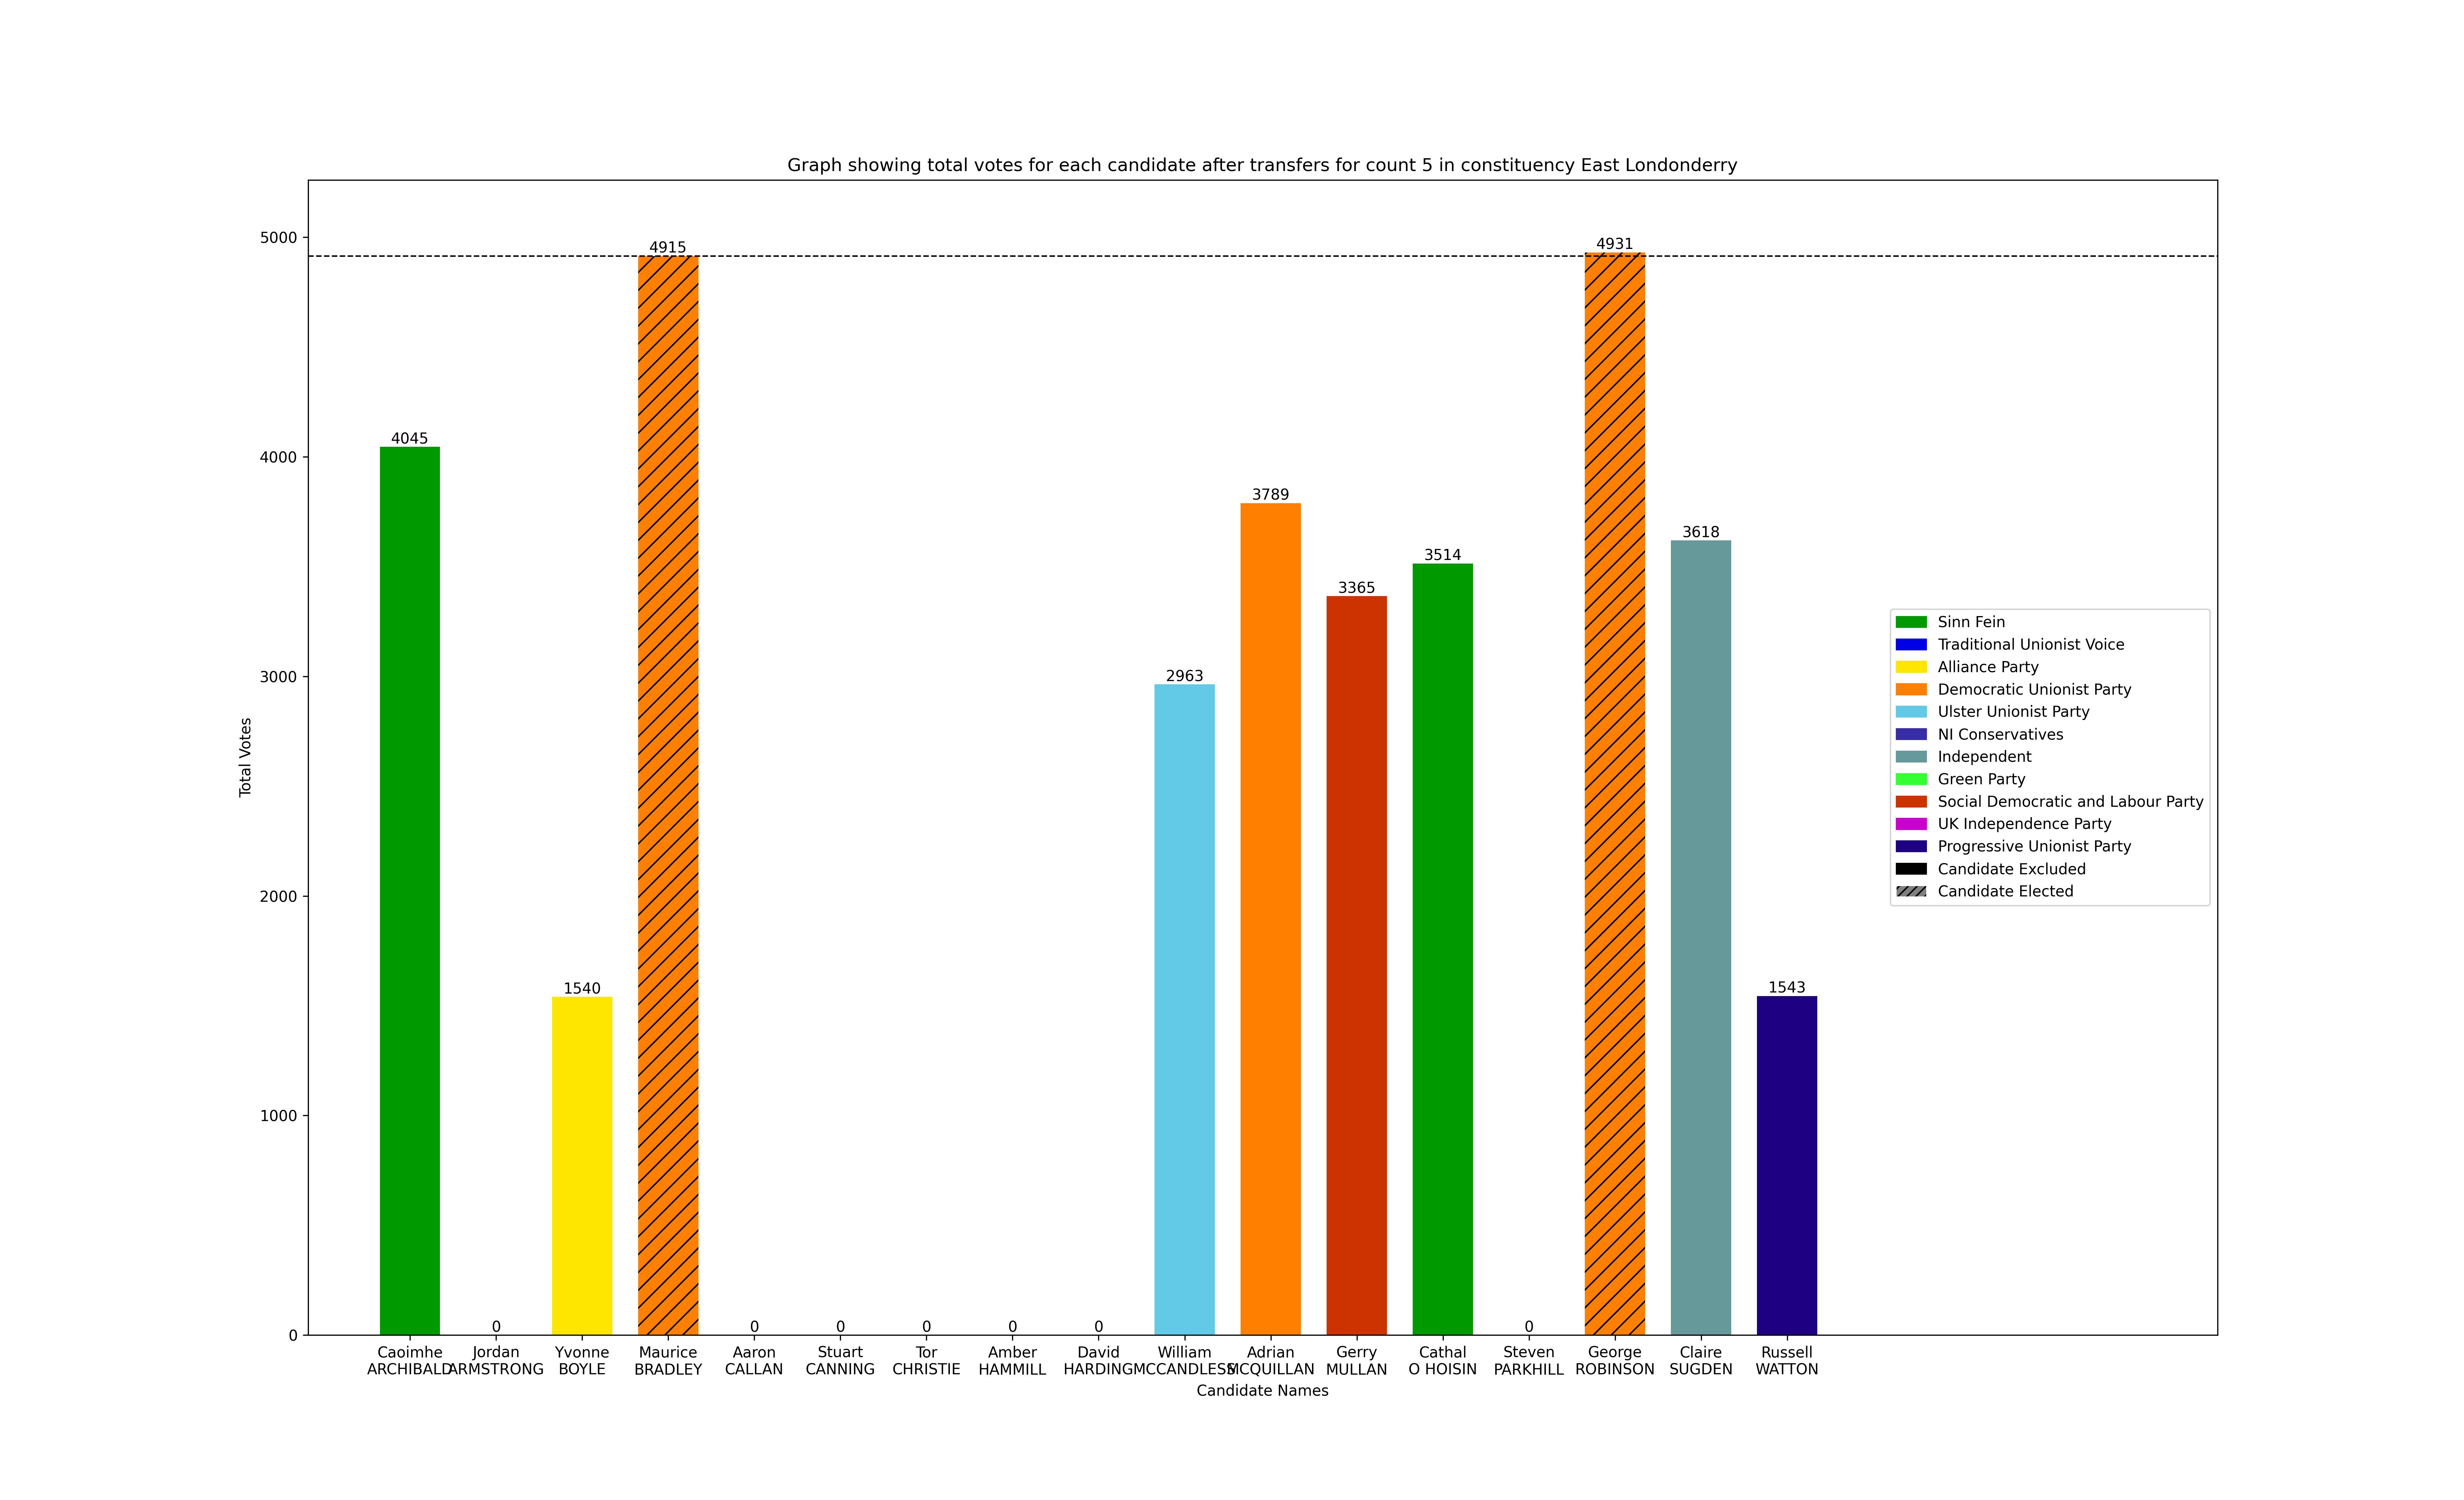 Graph showing total votes for each candidate after transfers for count 5 in constituency East Londonderry
5000
4000
3000
2000
1000
0
Total Votes
4045
0
1540
4915
0
0
0
0
0
2963
3789
3365
3514
0
4931
3618
1543
Caoimhe
ARCHIBALD
Jordan
ARMSTRONG
Yvonne
BOYLE
Maurice
BRADLEY
Aaron
CALLAN
Stuart
CANNING
Tor
CHRISTIE
Amber
HAMMILL
David
HARDING
William
MCCANDLESS
Adrian
MCQUILLAN
Gerry
MULLAN
Cathal
O HOISIN
Steven
PARKHILL
George
ROBINSON
Claire
SUGDEN
Russell
WATTON
Candidate Names
Sinn Fein
Traditional Unionist Voice
Alliance Party
Democratic Unionist Party
Ulster Unionist Party
NI Conservatives
Independent
Green Party
Social Democratic and Labour Party
UK Independence Party
Progressive Unionist Party
Candidate Excluded
Candidate Elected